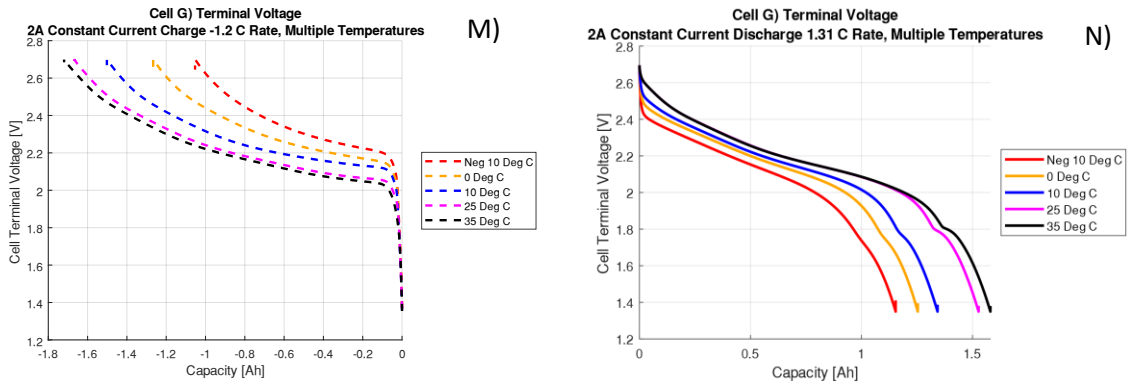 Cell G) Terminal Voltage
2A Constant Current Charge -1.2 C Rate, Multiple Temperatures
M)
2.8
2.6
2.4
2.2
2
1.8
1.6
1.4
1.2
Cell Terminal Voltage [V]
-1.8 -1.6 -1.4 -1.2 -1 -0.8 -0.6 -0.4 -0.2 0
Capacity [Ah]
Neg 10 Deg C
0 Deg C
10 Deg C
25 Deg C
35 Deg C
Cell G) Terminal Voltage
2A Constant Current Discharge 1.31 C Rate, Multiple Temperatures
N)
2.8
2.6
2.4
2.2
2
1.8
1.6
1.4
1.2
Cell Terminal Voltage [V]
0 0.5 1 1.5
Capacity [Ah]
Neg 10 Deg C
0 Deg C
10 Deg C
25 Deg C
35 Deg C